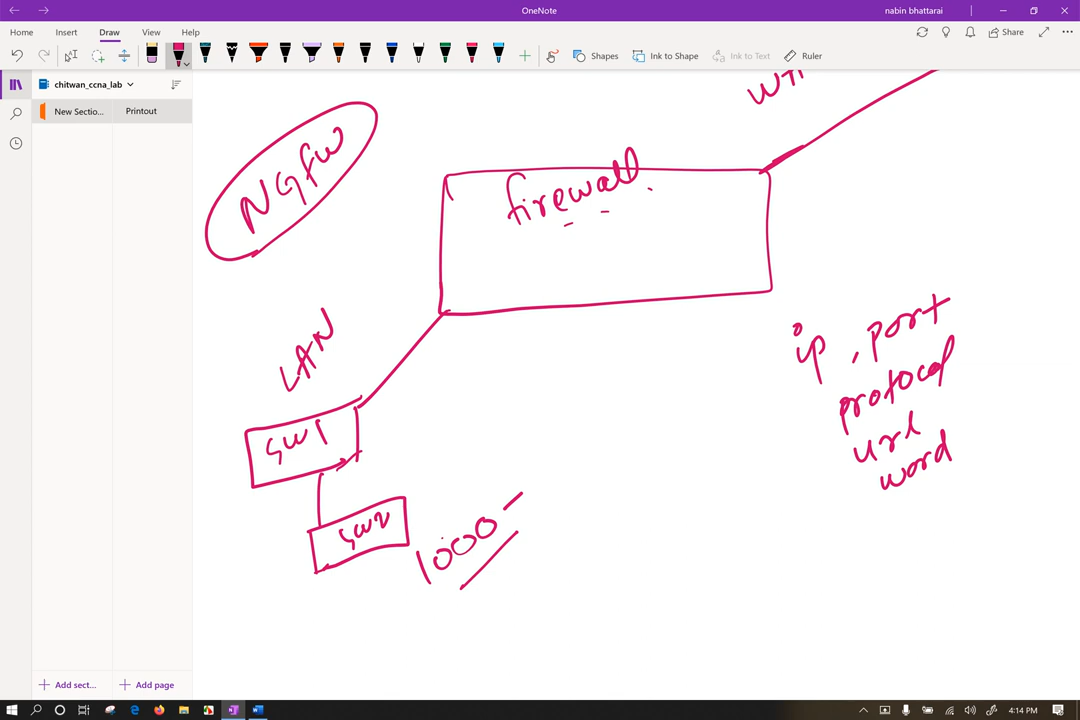 OneNote
nabin bhattarai
Home Insert Draw View Help
Share
Shapes
Ink to Shape
Ink to Text
Ruler
chitwan_ccna_lab
New Sectio...
Printout
NGfw
firewall
LAN
SW1
SW2
1000-
ip, port
protocol
url
word
Add sect...
Add page
4:14 PM